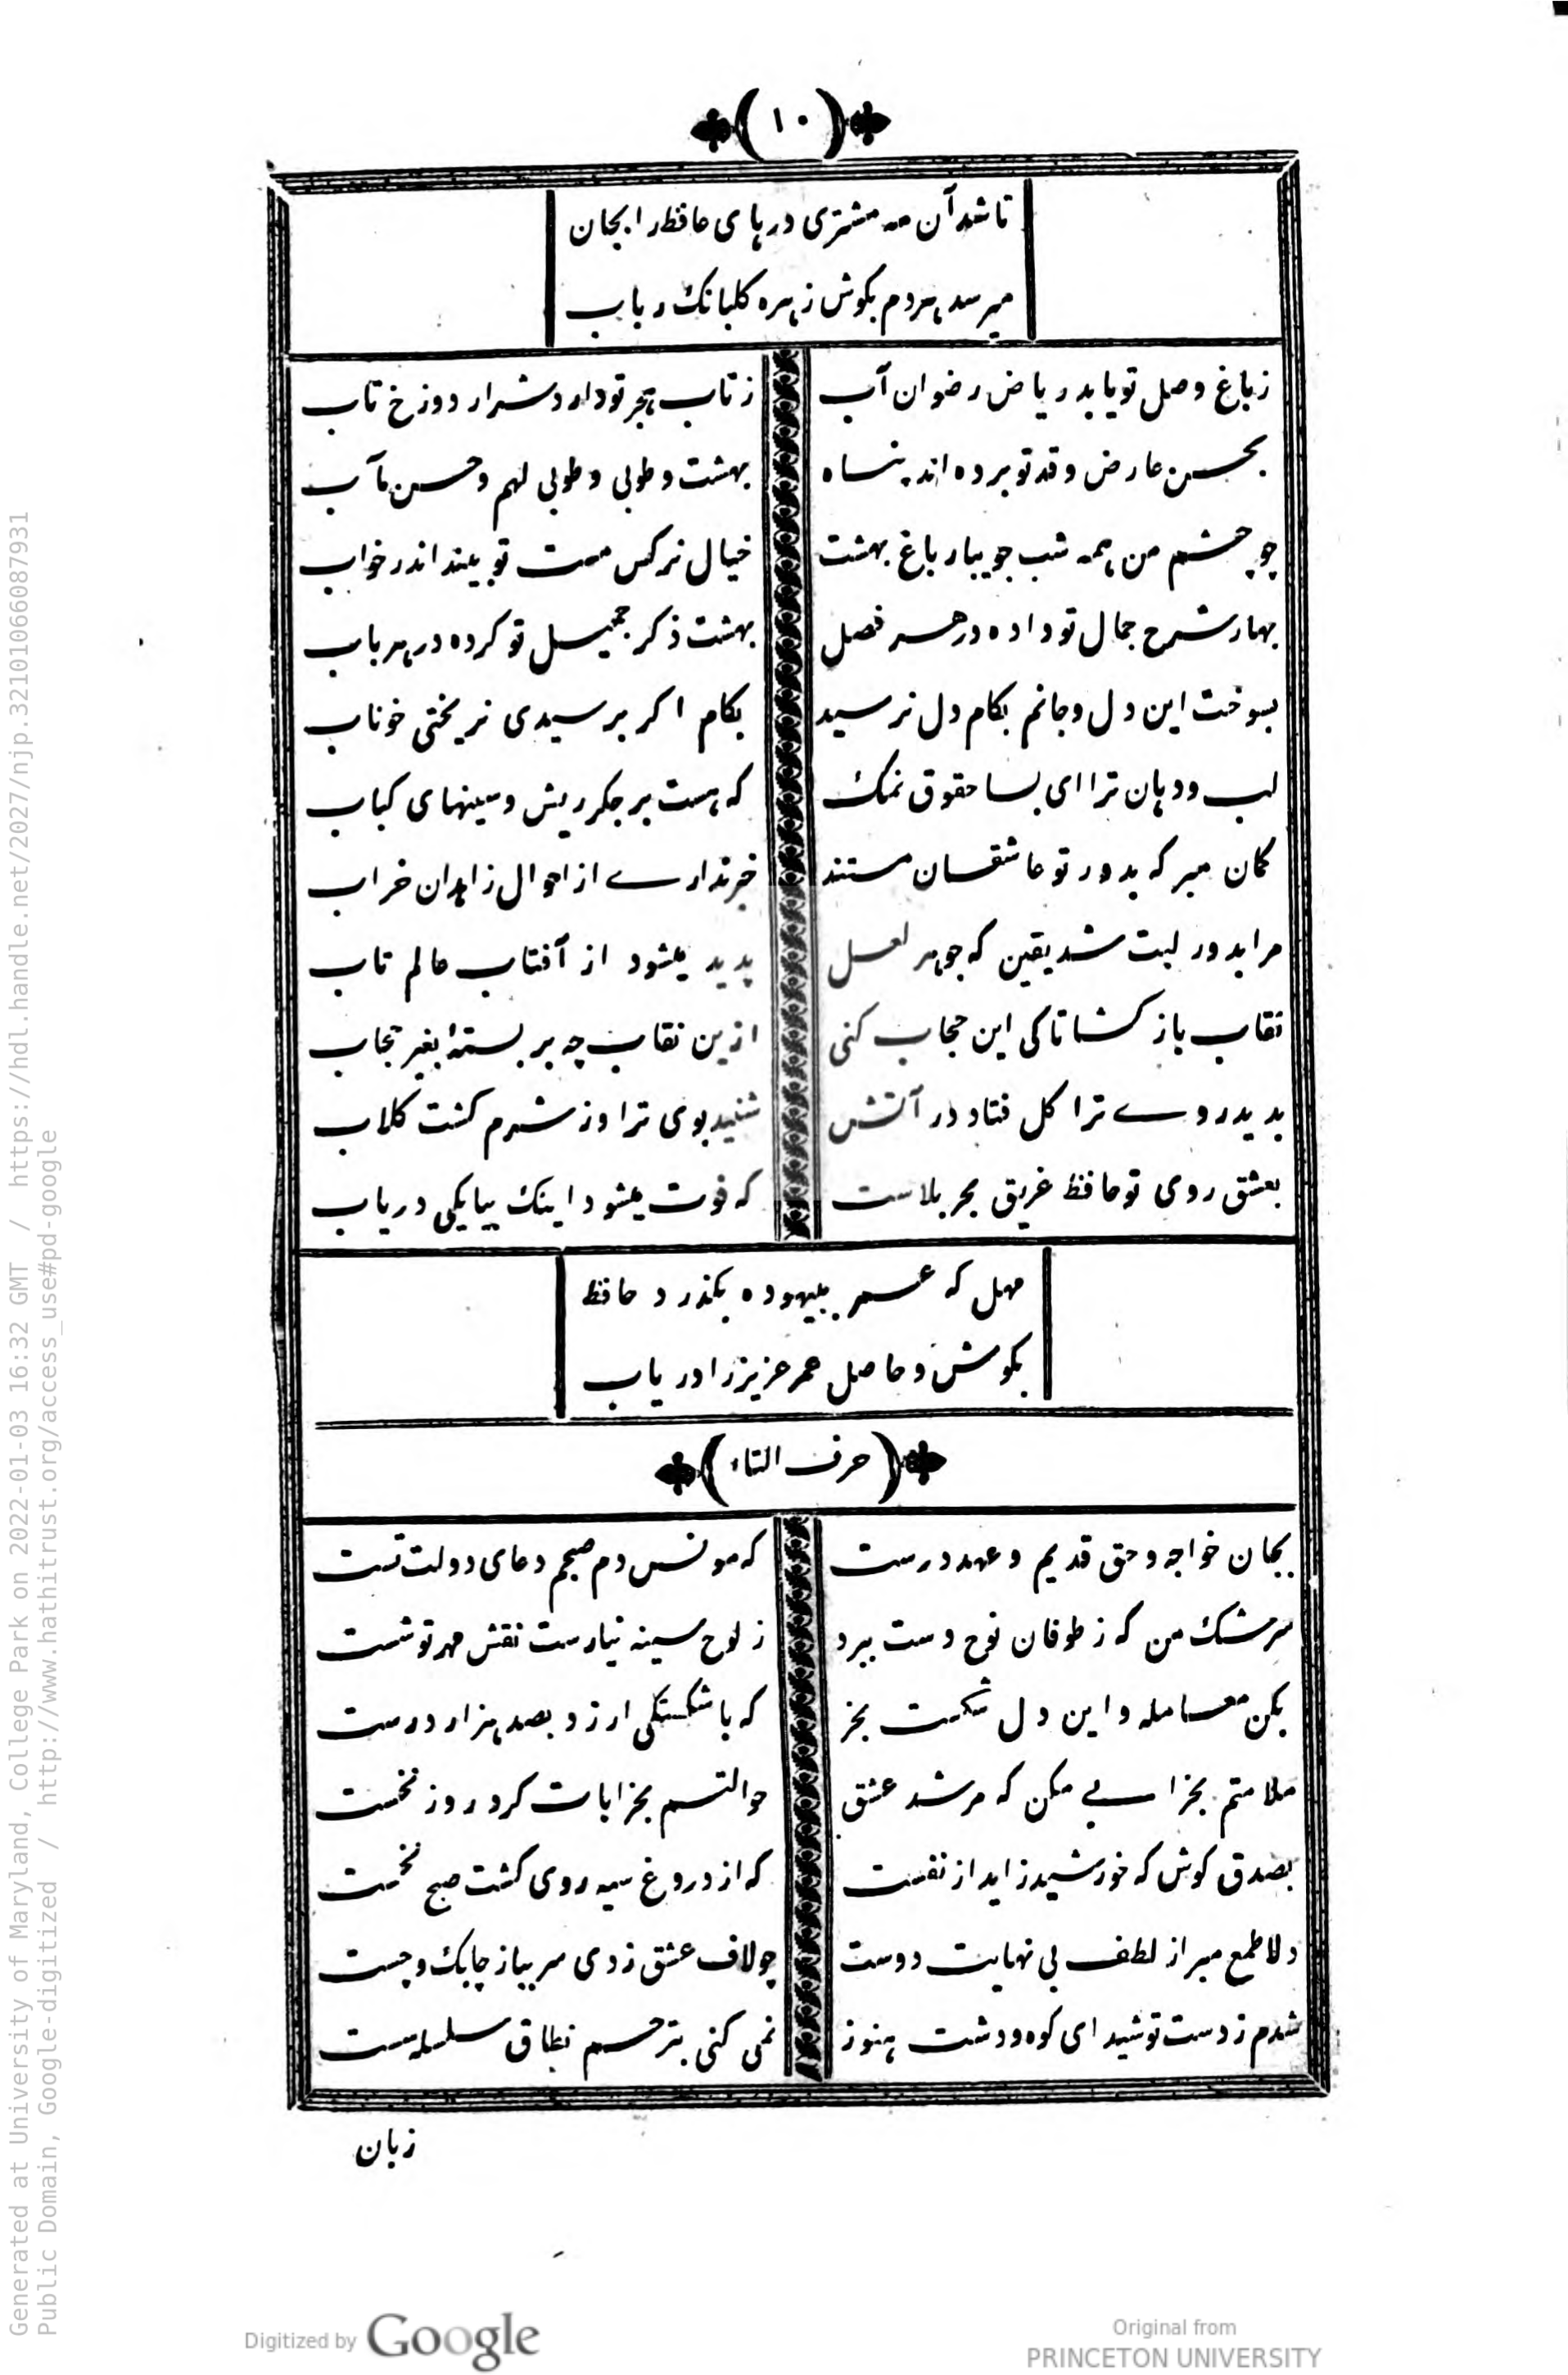 (۱۰)
تا شد آن مه مشتری درهای حافظ را بجان
میرسد هردم بکوش زهره کلبانک رباب
زباغ وصل تو یابد ریاض رضوان آب
زتاب هجر تو دارد شرار دوزخ تاب
بحسن عارض وقد تو برده اند پناه
بهشت وطوبی وطوبی لهم وحسن مآب
چو چشم من همه شب جویبار باغ بهشت
خیال نرکس مست تو بیند اندر خواب
بهار شرح جمال تو داده در هر فصل
بهشت ذکر جمیل تو کرده در هر باب
بسوخت این دل وجانم بکام دل نرسید
بکام اکر برسیدی نریختی خوناب
لب ودهان ترا ای بسا حقوق نمک
که هست بر جکر ریش وسینهای کباب
کمان مبر که بدور تو عاشقان مستند
خبر نداری از احوال زاهدان خراب
مرا بدور لبت شد یقین که جوهر لعل
پدید میشود از آفتاب عالم تاب
نقاب باز کشا تا کی این حجاب کنی
ازین نقاب چه بر بستهٔ بغیر حجاب
بدید روی ترا کل فتاد در آتش
شنید بوی ترا وز شرم کشت کلاب
بعشق روی تو حافظ غریق بحر بلاست
که فوت میشود اینک بیا یکی دریاب
مهل که عمر ببیهوده بکذرد حافظ
بکوش وحاصل عمر عزیز را دریاب
(حرف التاء)
بجان خواجه وحق قدیم وعهد درست
که مونس دم صبحم دعای دولت تست
سرشک من که ز طوفان نوح دست ببرد
ز لوح سینه نیارست نقش مهر تو شست
بکن معامله واین دل شکست بخر
که با شکستکی ارزد بصد هزار درست
ملامتم بخرابی مکن که مرشد عشق
حوالتم بخرابات کرد روز نخست
بصدق کوش که خورشید زاید از نفست
که از دروغ سیه روی کشت صبح نخست
دلا طمع مبر از لطف بی نهایت دوست
چو لاف عشق زدی سر بباز چابک وچست
شدم ز دست تو شیدای کوه ودشت هنوز
نمی کنی بترحم نطاق سلسله ست
زبان
Generated at University of Maryland, College Park on 2022-01-03 16:32 GMT / https://hdl.handle.net/2027/njp.32101066087931
Public Domain, Google-digitized / http://www.hathitrust.org/access_use#pd-google
Digitized by Google
Original from
PRINCETON UNIVERSITY